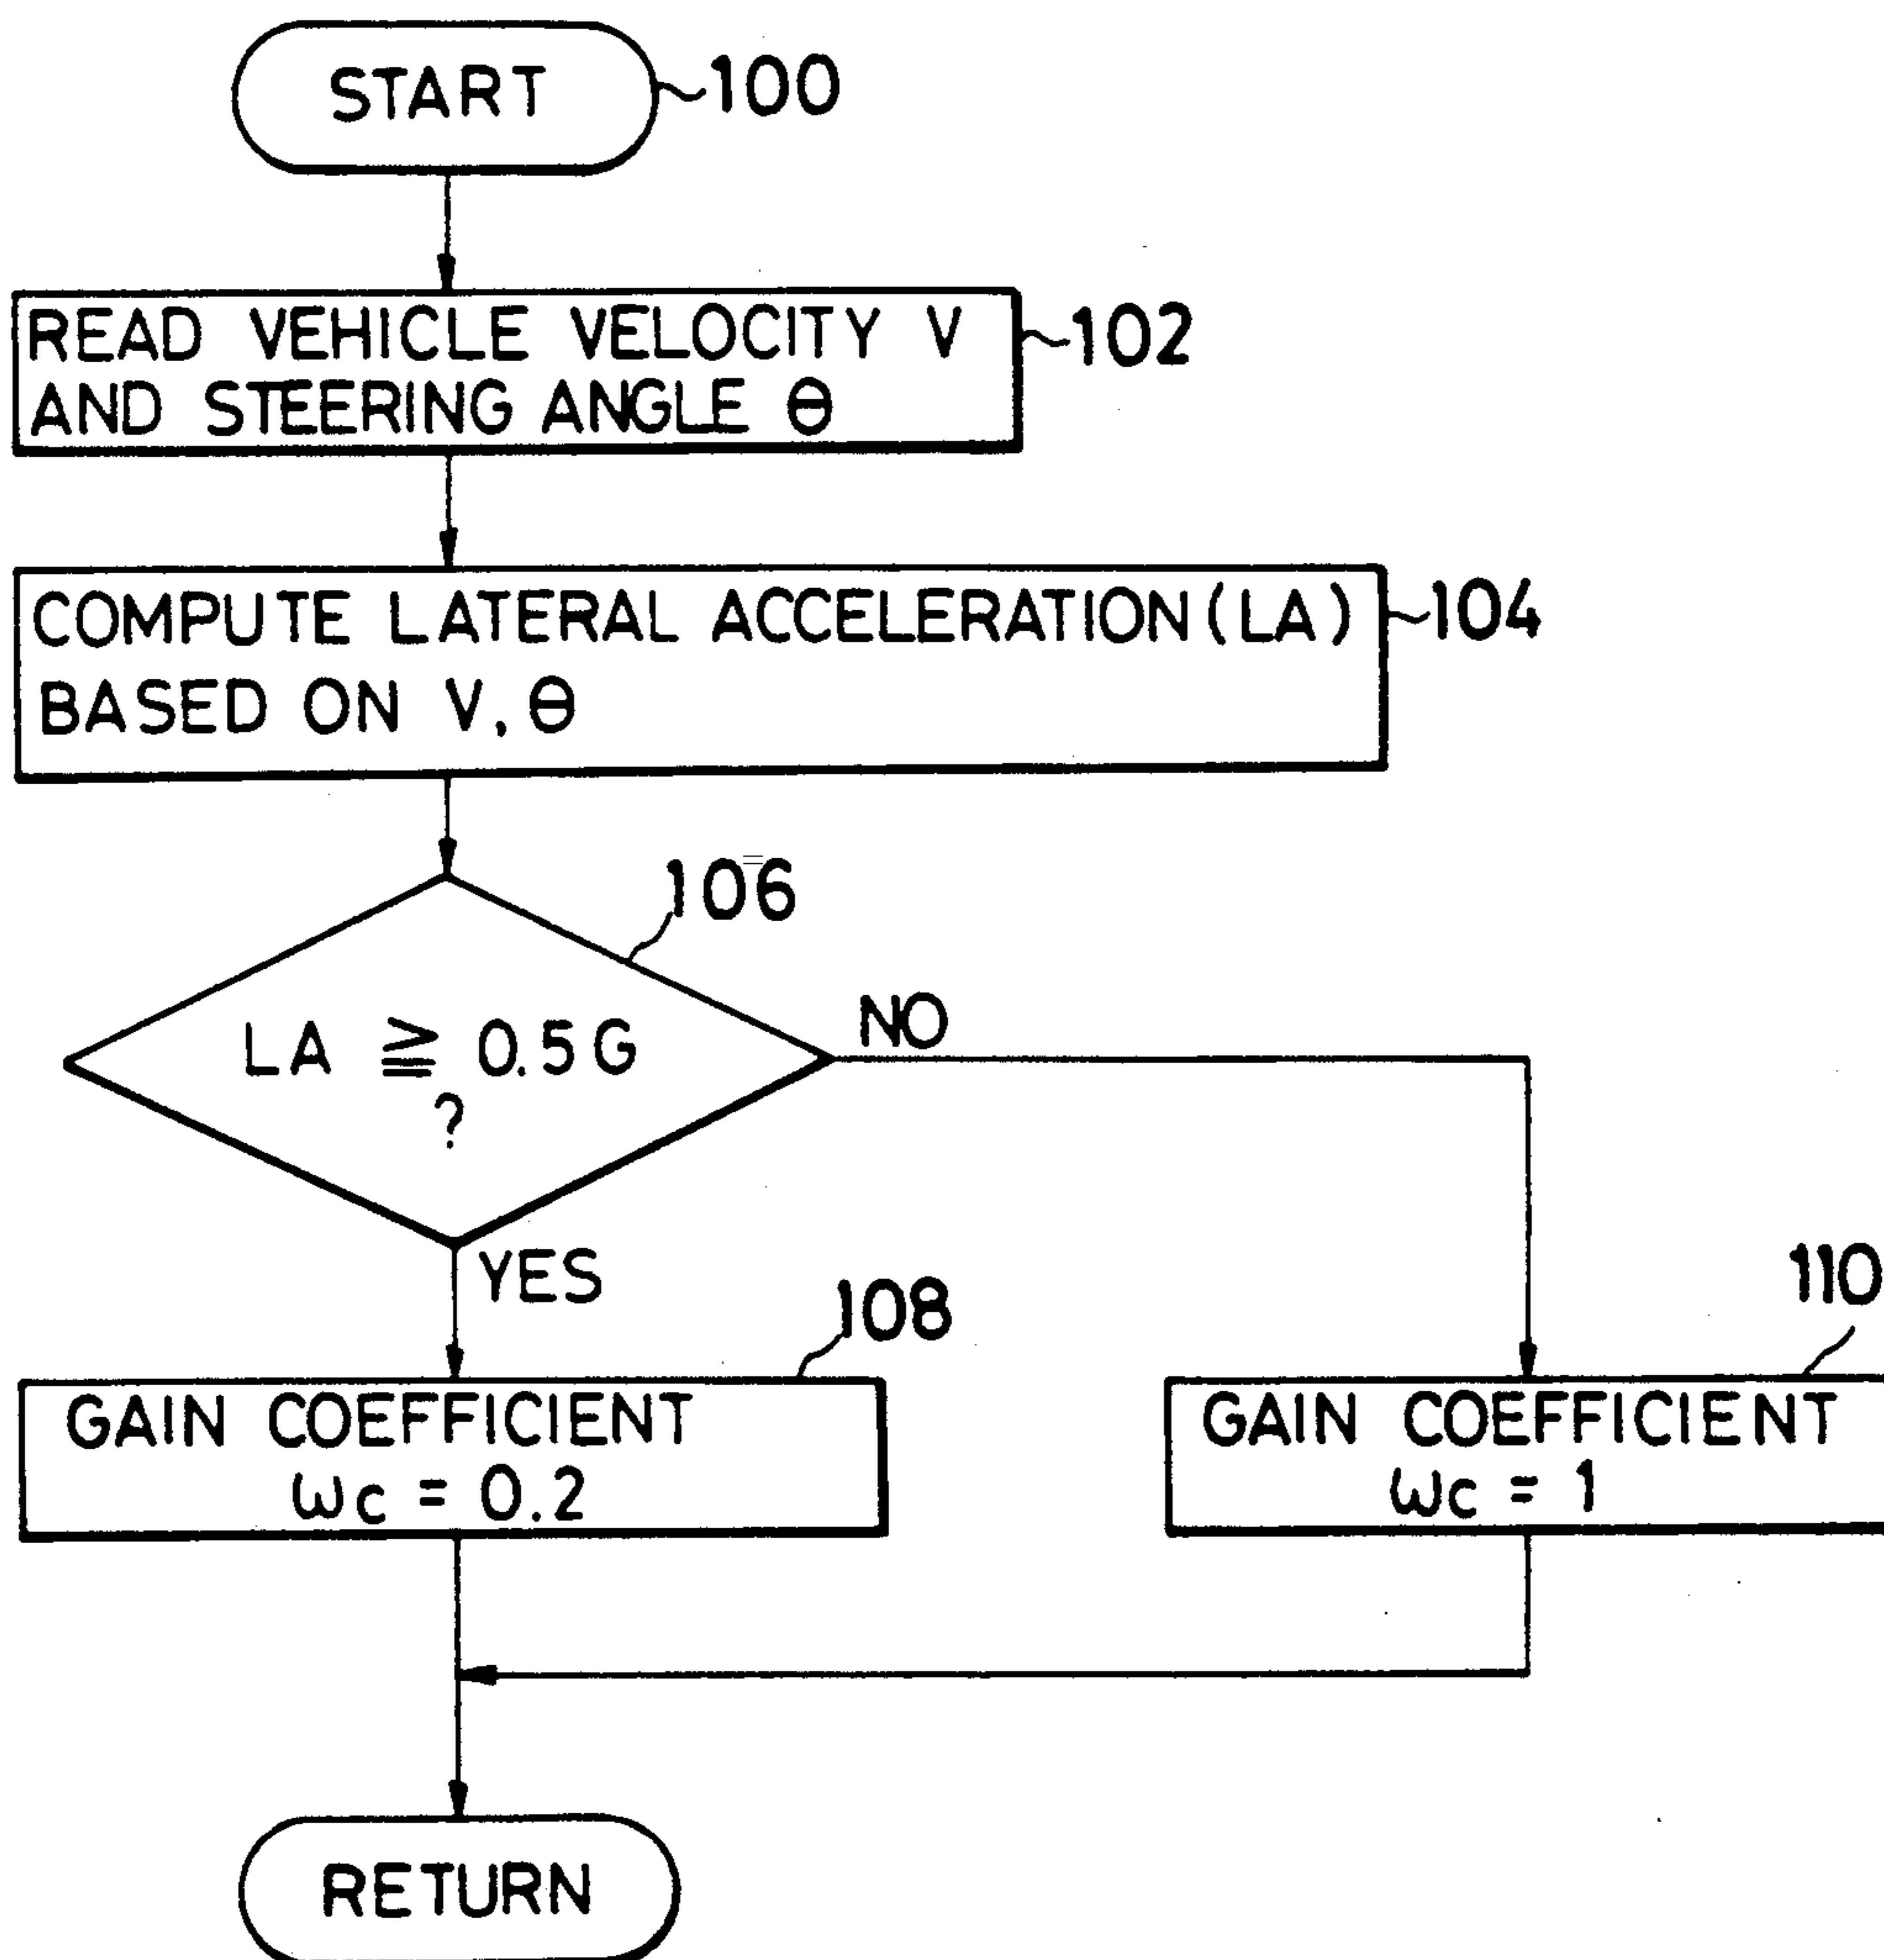 START
100
READ VEHICLE VELOCITY V
AND STEERING ANGLE θ
102
COMPUTE LATERAL ACCELERATION (LA)
BASED ON V, θ
104
106
LA ≧ 0.5G
?
NO
YES
108
GAIN COEFFICIENT
ωc = 0.2
110
GAIN COEFFICIENT
ωc = 1
RETURN